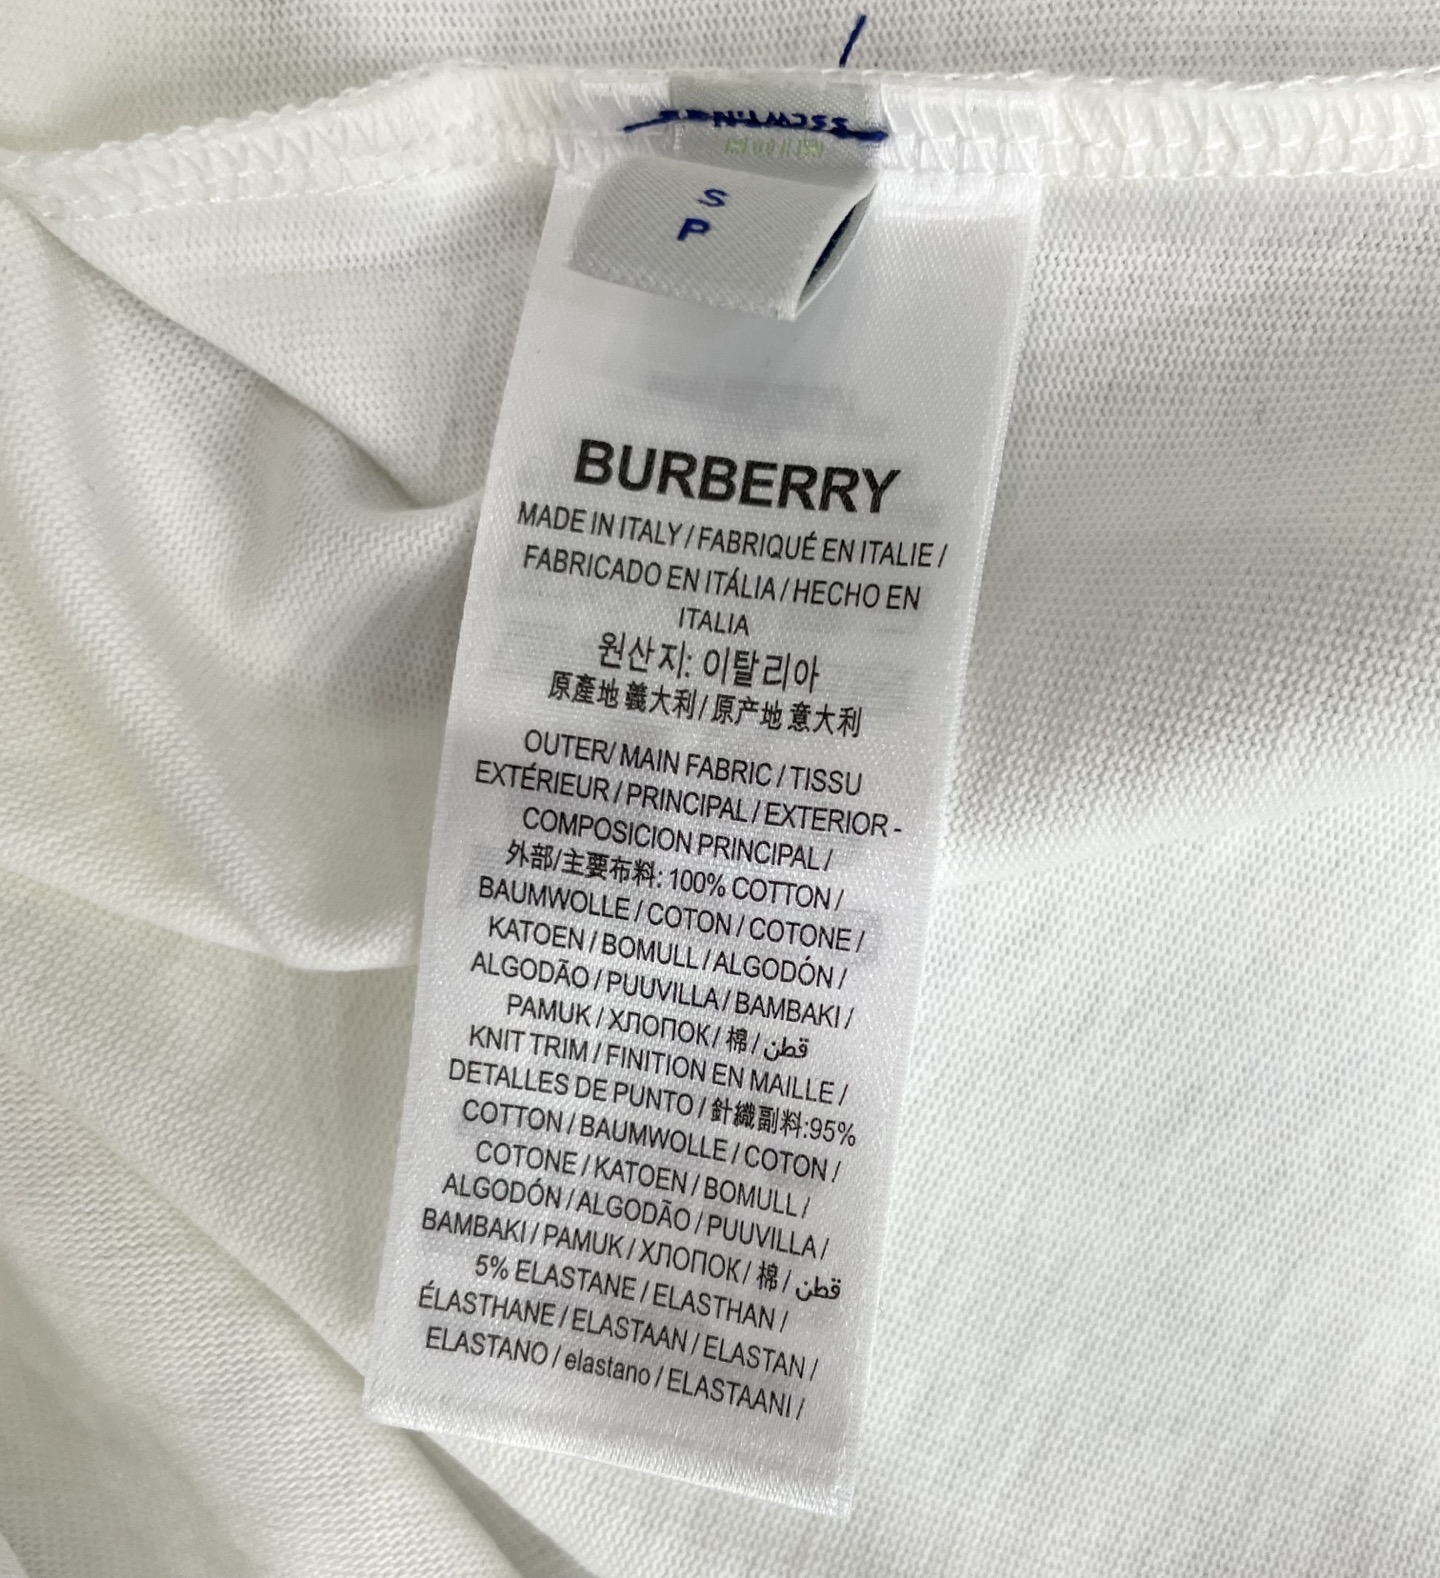 S
P
BURBERRY
MADE IN ITALY / FABRIQUÉ EN ITALIE /
FABRICADO EN ITÁLIA / HECHO EN
ITALIA
원산지: 이탈리아
原產地 義大利 / 原产地 意大利
OUTER/ MAIN FABRIC / TISSU
EXTÉRIEUR / PRINCIPAL / EXTERIOR -
COMPOSICION PRINCIPAL /
外部/主要布料: 100% COTTON /
BAUMWOLLE / COTON / COTONE /
KATOEN / BOMULL / ALGODÓN /
ALGODÃO / PUUVILLA / BAMBAKI /
PAMUK / ХЛОПОК / 棉 / قطن
KNIT TRIM / FINITION EN MAILLE /
DETALLES DE PUNTO / 針織副料:95%
COTTON / BAUMWOLLE / COTON /
COTONE / KATOEN / BOMULL /
ALGODÓN / ALGODÃO / PUUVILLA /
BAMBAKI / PAMUK / ХЛОПОК / 棉 / قطن
5% ELASTANE / ELASTHAN /
ÉLASTHANE / ELASTAAN / ELASTAN /
ELASTANO / elastano / ELASTAANI /